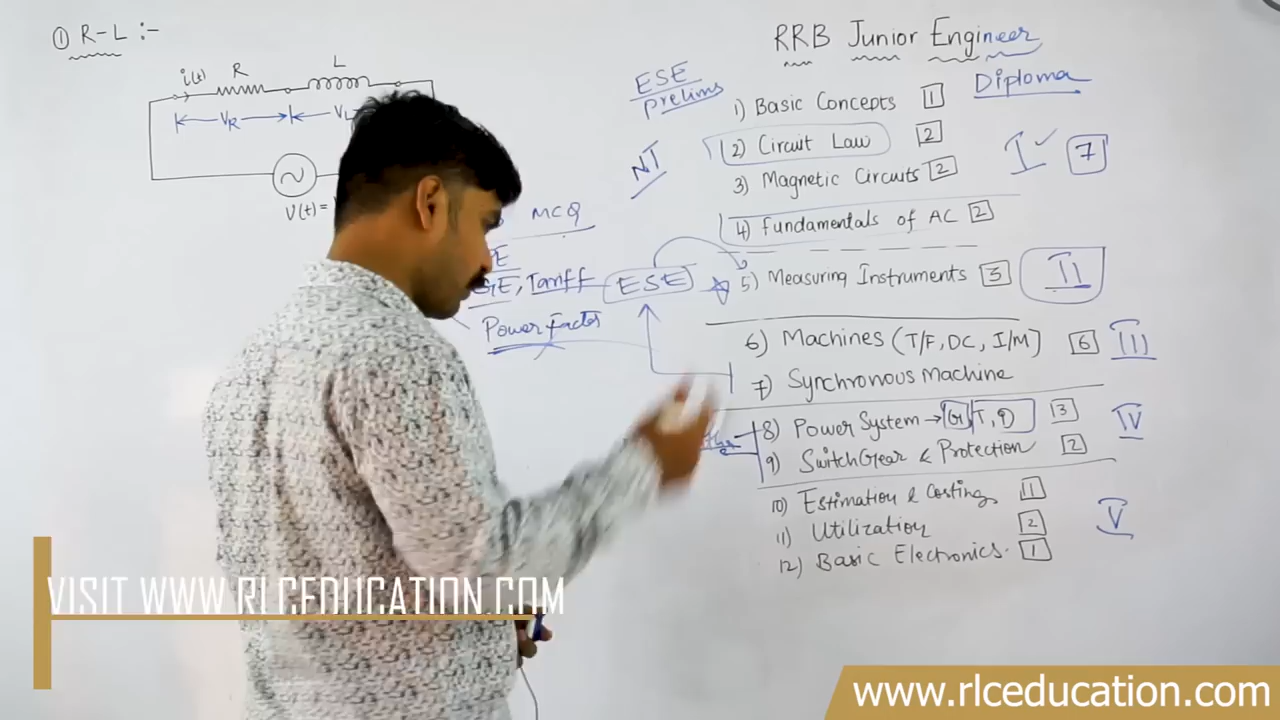 ① R-L :-
i(t) R L
V_R V_L
V(t) =
MCQ
GE, Tariff
Power factor
ESE
prelims
NT
ESE
RRB Junior Engineer
Diploma
1) Basic Concepts 1
2) Circuit Law 2
3) Magnetic Circuits 2
I ✓ 7
4) Fundamentals of AC 2
5) Measuring Instruments 3 II
6) Machines (T/F, DC, I/M) 6 III
7) Synchronous Machine
8) Power System → G, T, D 3 IV
9) SwitchGear & Protection 2
10) Estimation & Costing 1
11) Utilization 2 V
12) Basic Electronics. 1
VISIT WWW.RLCEDUCATION.COM
www.rlceducation.com